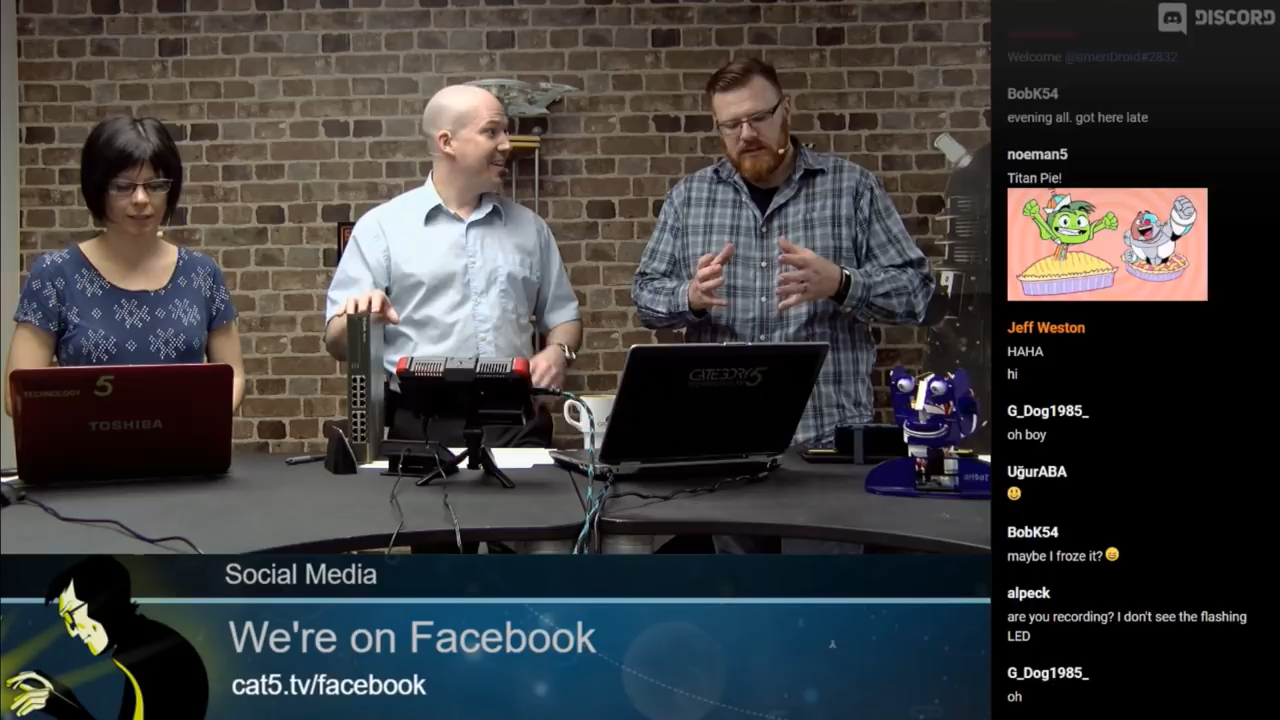 DISCORD
Welcome @amenDroid#2832
BobK54
evening all. got here late
noeman5
Titan Pie!
Jeff Weston
HAHA
hi
G_Dog1985_
oh boy
UğurABA
BobK54
maybe I froze it?
alpeck
are you recording? I don't see the flashing
LED
G_Dog1985_
oh
TECHNOLOGY 5
TOSHIBA
CATEGORY5
Social Media
We're on Facebook
cat5.tv/facebook